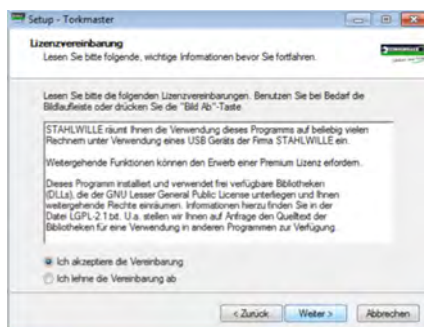 Setup - Torkmaster
Lizenzvereinbarung
Lesen Sie bitte folgende, wichtige Informationen bevor Sie fortfahren.
STAHLWILLE
Lesen Sie bitte die folgenden Lizenzvereinbarungen. Benutzen Sie bei Bedarf die
Bildlaufleiste oder drücken Sie die "Bild Ab"-Taste
STAHLWILLE räumt Ihnen die Verwendung dieses Programms auf beliebig vielen
Rechnern unter Verwendung eines USB Geräts der Firma STAHLWILLE ein.
Weitergehende Funktionen können den Erwerb einer Premium Lizenz erfordern.
Dieses Programm installiert und verwendet frei verfügbare Bibliotheken
(DLLs), die der GNU Lesser General Public License unterliegen und Ihnen
weitergehende Rechte einräumen. Informationen hierzu finden Sie in der
Datei LGPL-2.1.txt. U.a. stellen wir Ihnen auf Anfrage den Quelltext der
Bibliotheken für eine Verwendung in anderen Programmen zur Verfügung.
Ich akzeptiere die Vereinbarung
Ich lehne die Vereinbarung ab
< Zurück
Weiter >
Abbrechen